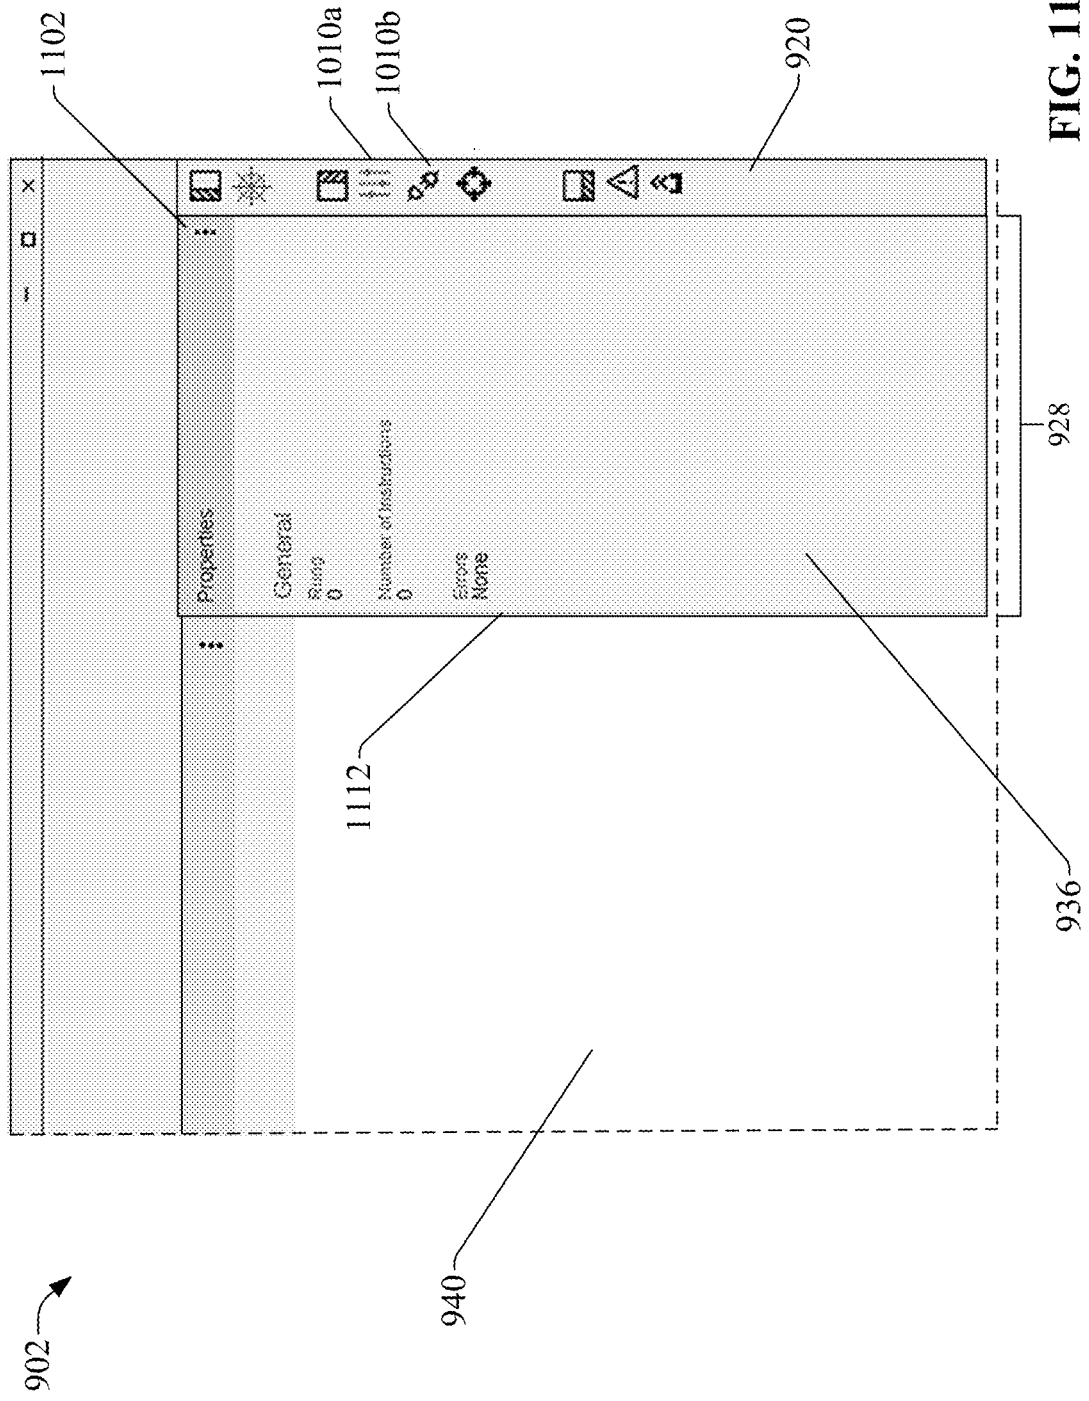 902
1102
1010a
1010b
920
Properties
General
Rung
0
Number of Instructions
0
Errors
None
1112
928
940
936
FIG. 11